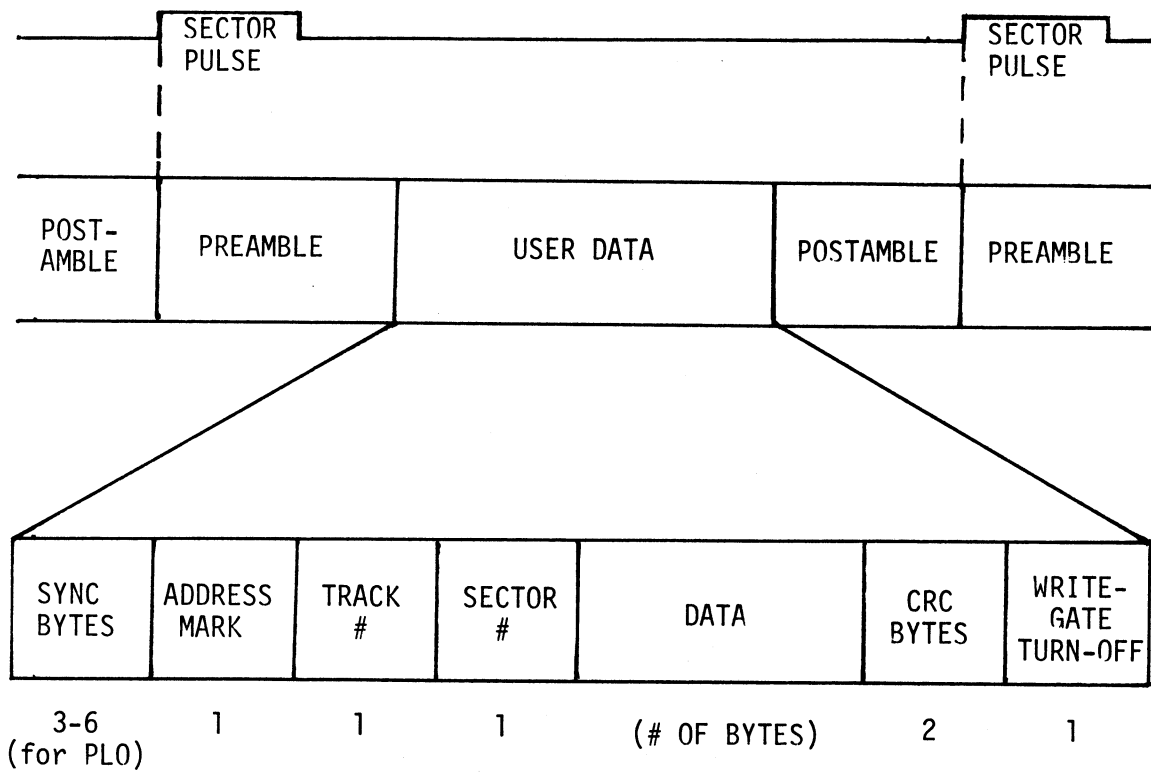 SECTOR
PULSE
SECTOR
PULSE
POST-
AMBLE
PREAMBLE
USER DATA
POSTAMBLE
PREAMBLE
SYNC
BYTES
ADDRESS
MARK
TRACK
#
SECTOR
#
DATA
CRC
BYTES
WRITE-
GATE
TURN-OFF
3-6
(for PLO)
1
1
1
(# OF BYTES)
2
1